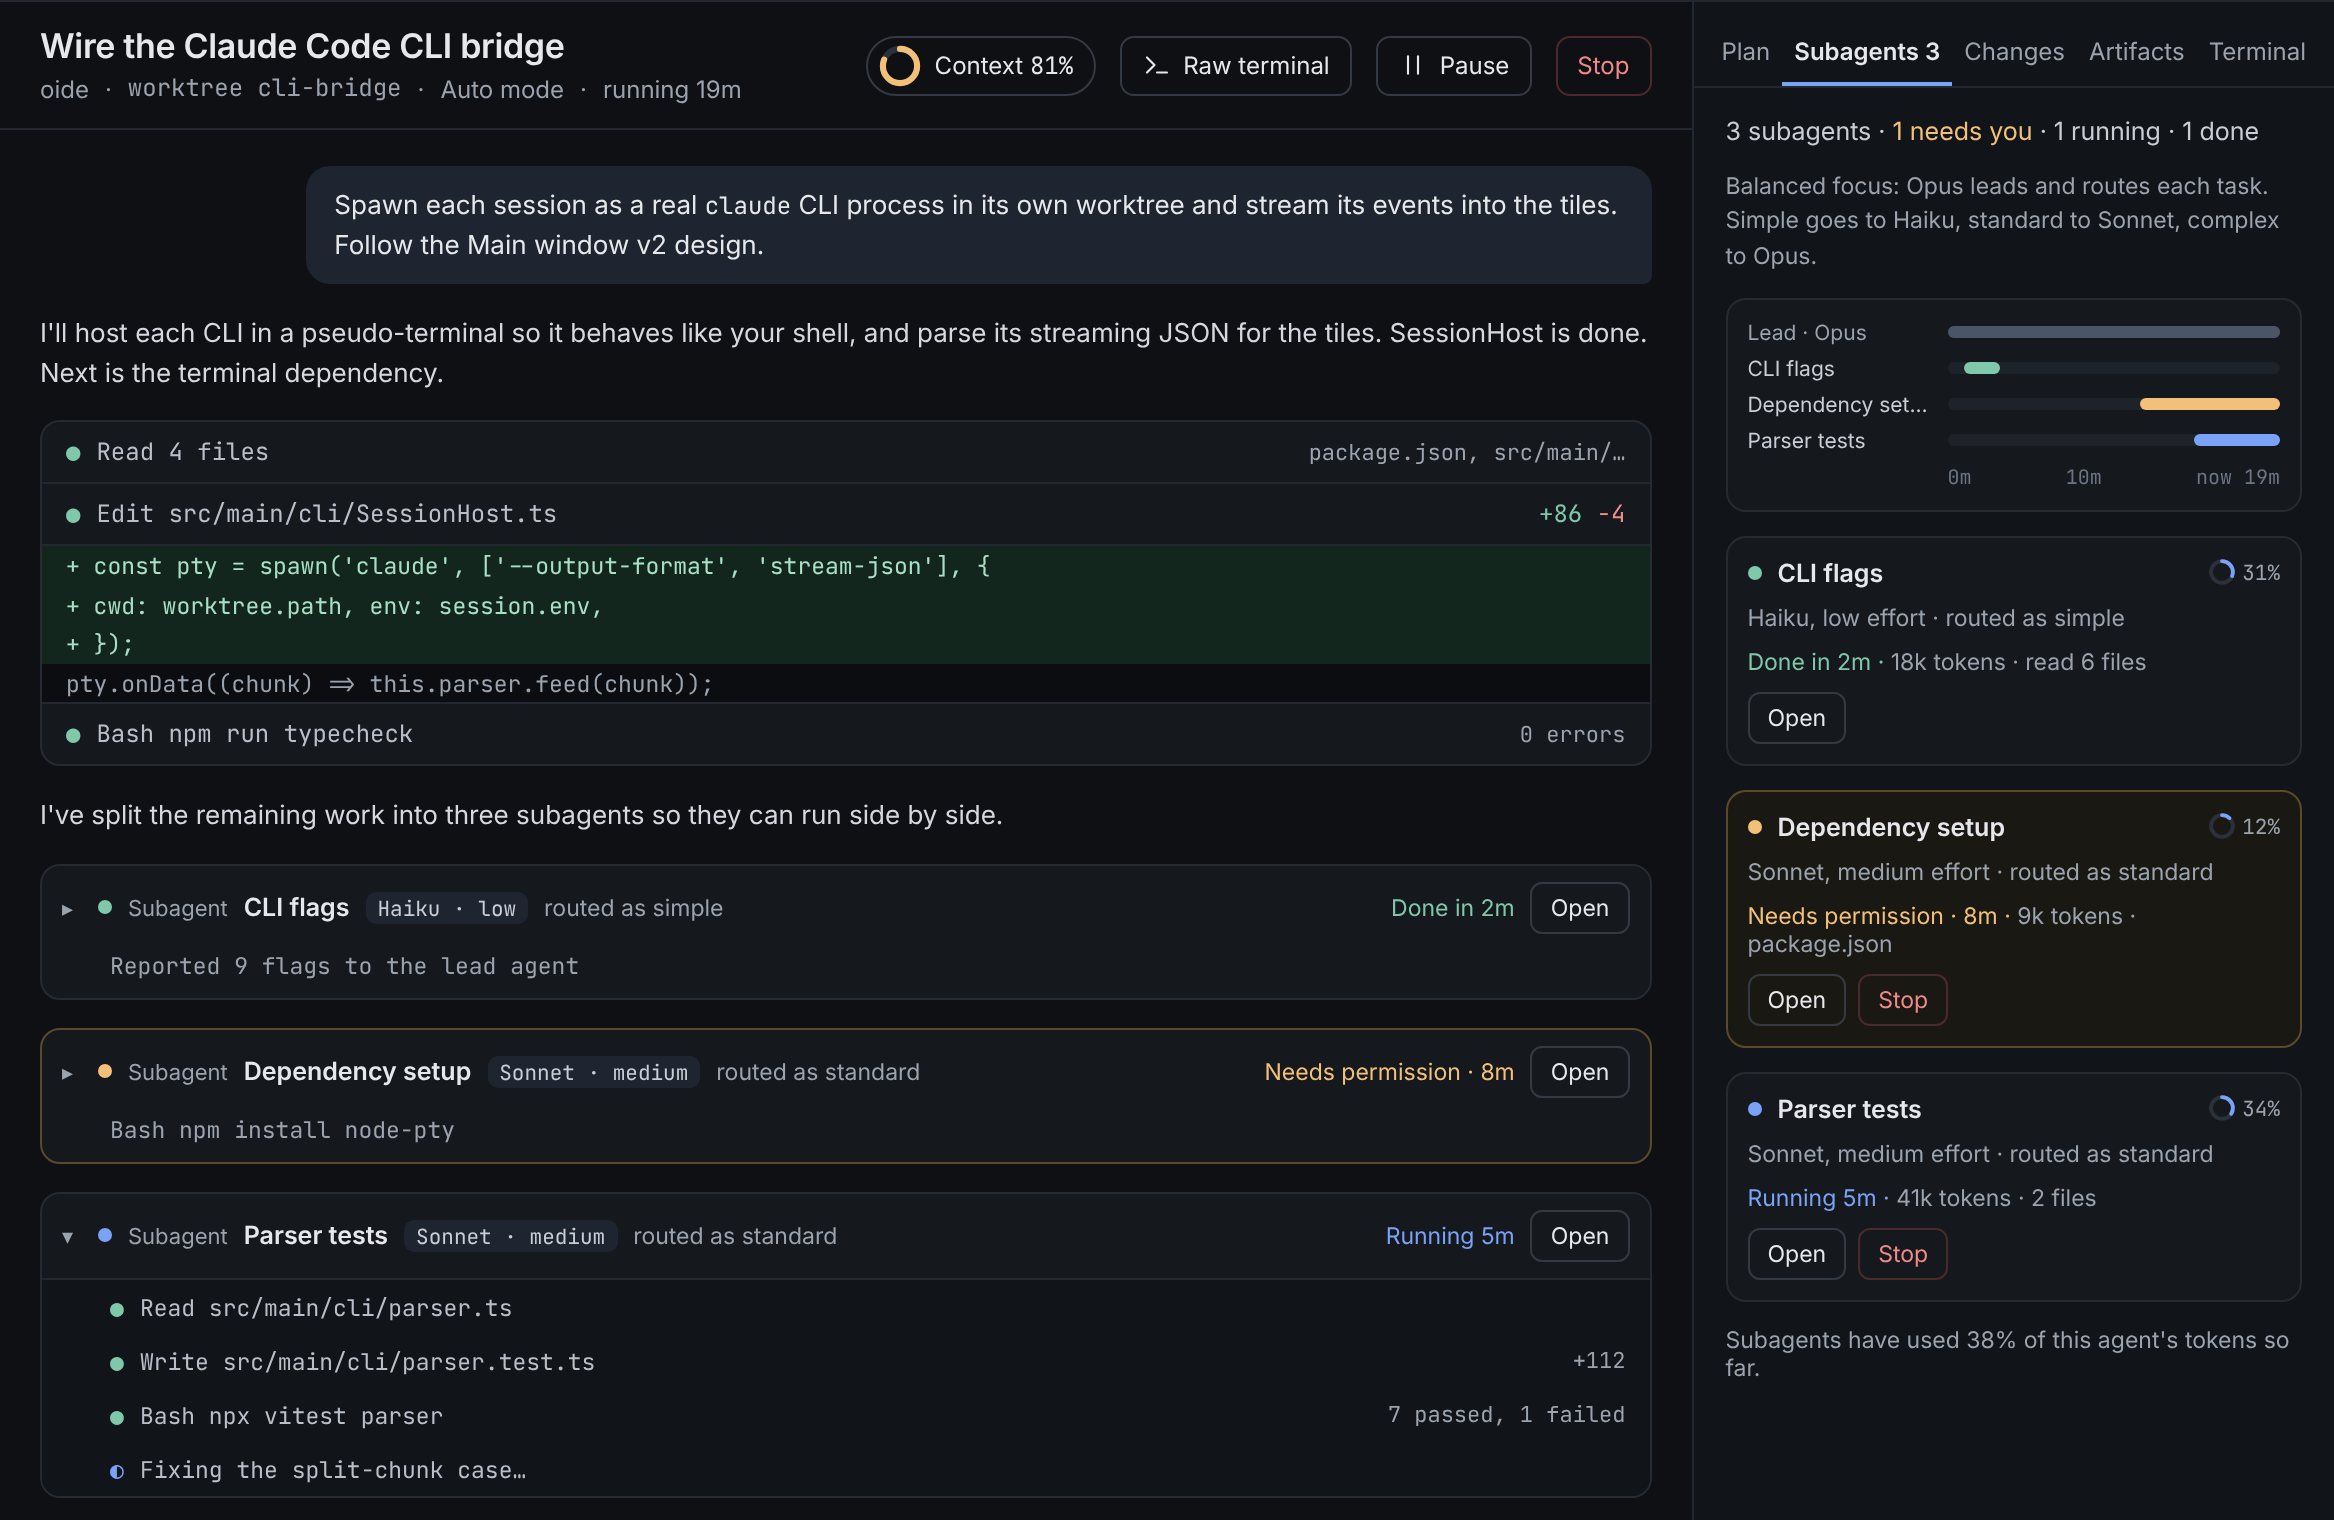 Wire the Claude Code CLI bridge
oide · worktree cli-bridge · Auto mode · running 19m
Context 81%
Raw terminal
Pause
Stop
Spawn each session as a real claude CLI process in its own worktree and stream its events into the tiles.
Follow the Main window v2 design.
I'll host each CLI in a pseudo-terminal so it behaves like your shell, and parse its streaming JSON for the tiles. SessionHost is done.
Next is the terminal dependency.
Read 4 files package.json, src/main/…
Edit src/main/cli/SessionHost.ts +86 -4
+ const pty = spawn('claude', ['--output-format', 'stream-json'], {
+ cwd: worktree.path, env: session.env,
+ });
pty.onData((chunk) => this.parser.feed(chunk));
Bash npm run typecheck 0 errors
I've split the remaining work into three subagents so they can run side by side.
Subagent CLI flags Haiku · low routed as simple Done in 2m Open
Reported 9 flags to the lead agent
Subagent Dependency setup Sonnet · medium routed as standard Needs permission · 8m Open
Bash npm install node-pty
Subagent Parser tests Sonnet · medium routed as standard Running 5m Open
Read src/main/cli/parser.ts
Write src/main/cli/parser.test.ts +112
Bash npx vitest parser 7 passed, 1 failed
Fixing the split-chunk case…
Plan Subagents 3 Changes Artifacts Terminal
3 subagents · 1 needs you · 1 running · 1 done
Balanced focus: Opus leads and routes each task.
Simple goes to Haiku, standard to Sonnet, complex
to Opus.
Lead · Opus
CLI flags
Dependency set…
Parser tests
0m 10m now 19m
CLI flags 31%
Haiku, low effort · routed as simple
Done in 2m · 18k tokens · read 6 files
Open
Dependency setup 12%
Sonnet, medium effort · routed as standard
Needs permission · 8m · 9k tokens ·
package.json
Open Stop
Parser tests 34%
Sonnet, medium effort · routed as standard
Running 5m · 41k tokens · 2 files
Open Stop
Subagents have used 38% of this agent's tokens so
far.